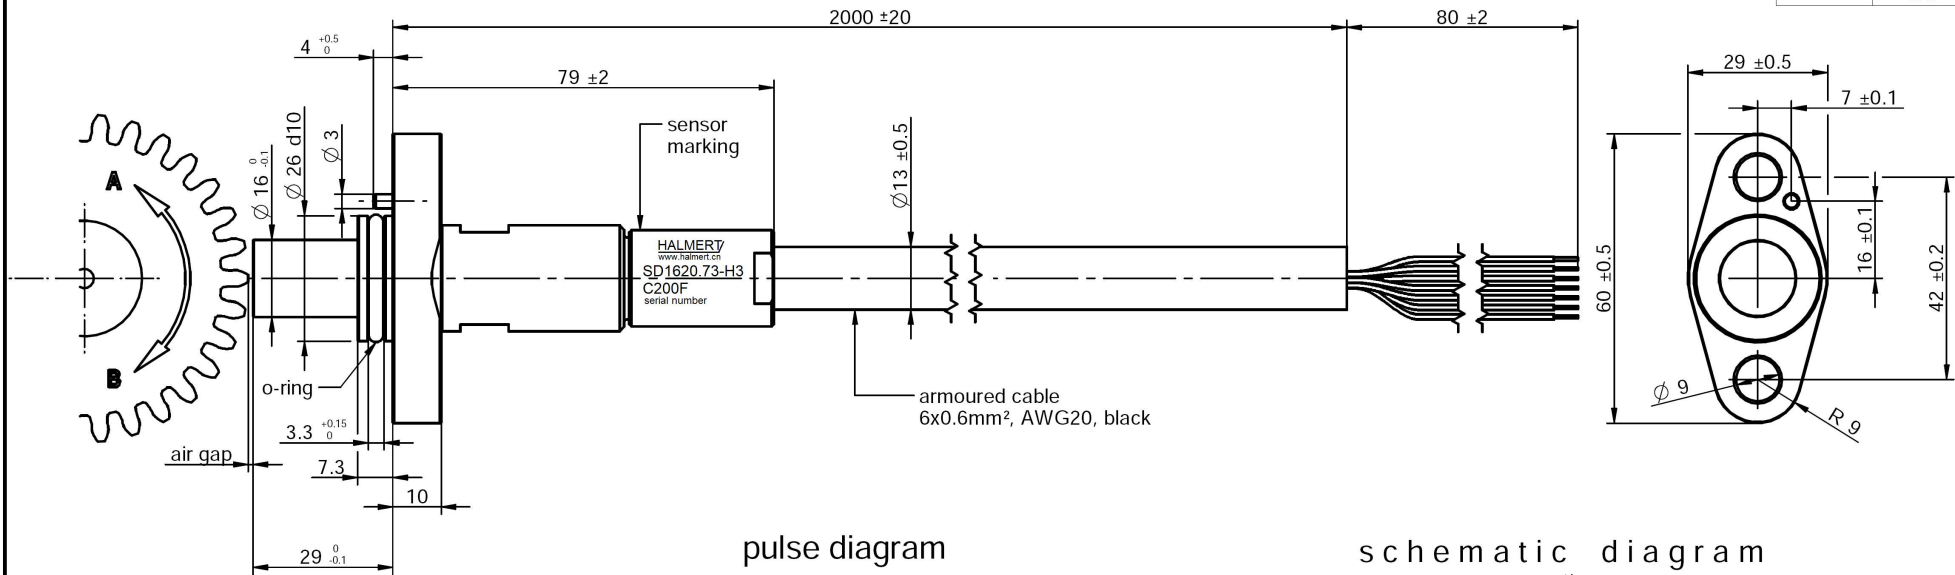 2000 ±20
80 ±2
4 +0.5 0
79 ±2
29 ±0.5
7 ±0.1
sensor
marking
Ø 3
Ø 26 d10
Ø 16 0 -0.1
Ø13 ±0.5
A
B
HALMERT
www.halmert.cn
SD1620.73-H3
C200F
serial number
16 ±0.1
42 ±0.2
60 ±0.5
o-ring
armoured cable
6x0.6mm², AWG20, black
Ø 9
R 9
3.3 +0.15 0
air gap
7.3
10
29 0 -0.1
pulse diagram
schematic diagram